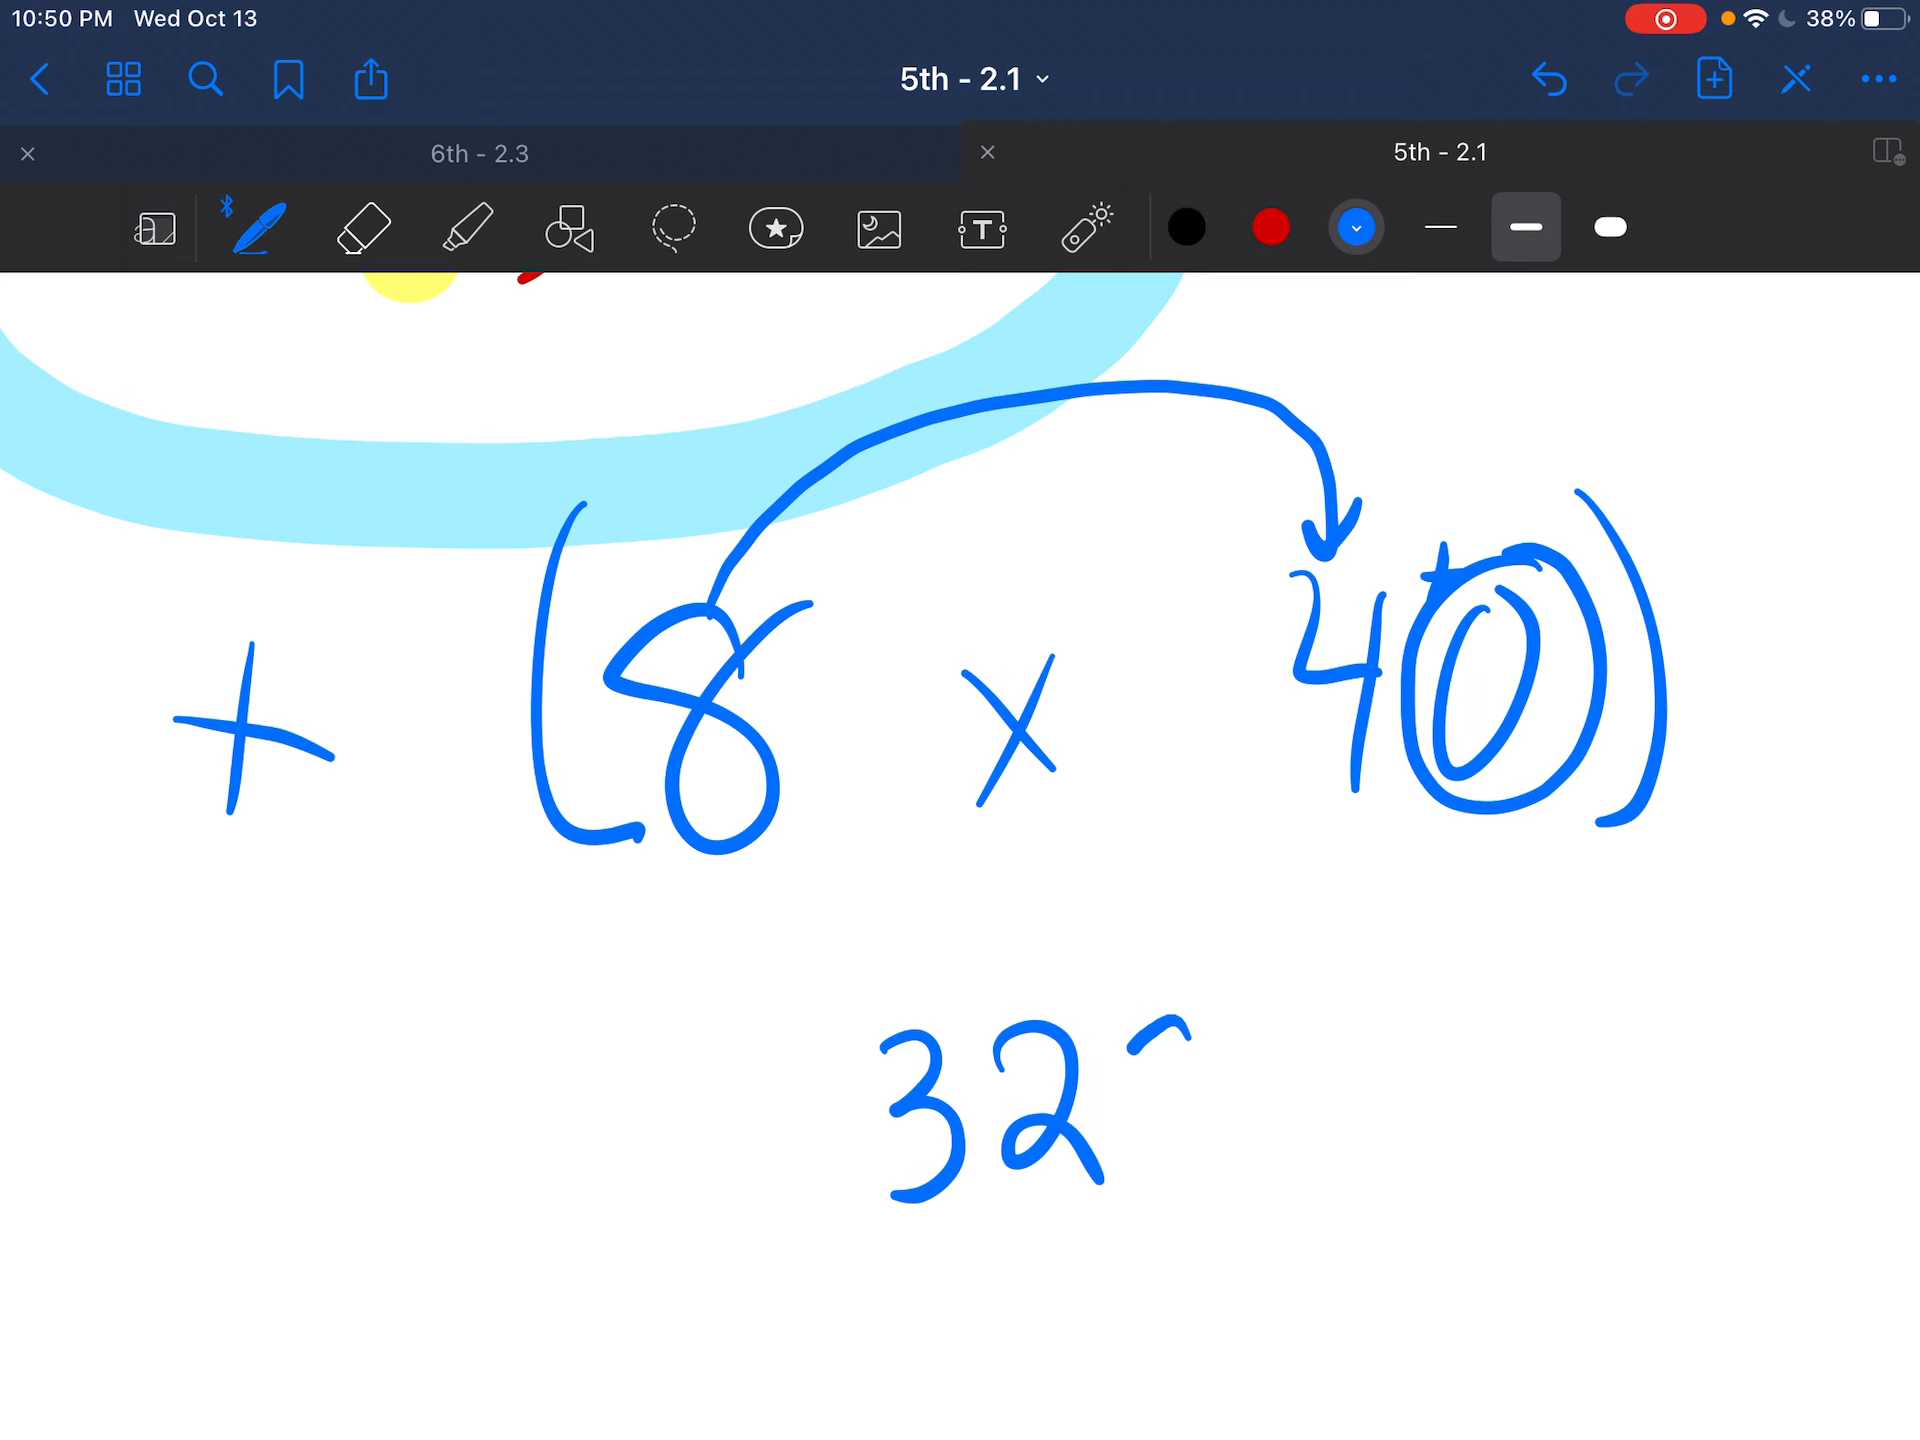 10:50 PM Wed Oct 13 38%
5th - 2.1
6th - 2.3 5th - 2.1
+ (8 × 40)
32